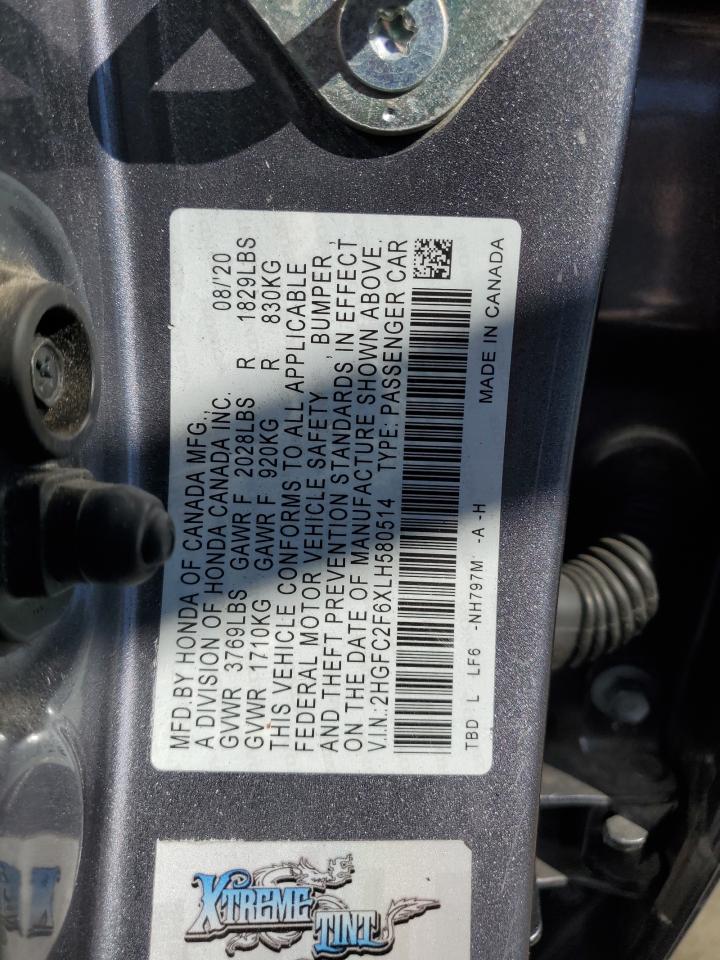 MFD.BY HONDA OF CANADA MFG.,
A DIVISION OF HONDA CANADA INC. 08/'20
GVWR 3769LBS GAWR F 2028LBS R 1829LBS
GVWR 1710KG GAWR F 920KG R 830KG
THIS VEHICLE CONFORMS TO ALL APPLICABLE
FEDERAL MOTOR VEHICLE SAFETY, BUMPER,
AND THEFT PREVENTION STANDARDS IN EFFECT
ON THE DATE OF MANUFACTURE SHOWN ABOVE.
V.I.N: 2HGFC2F6XLH580514 TYPE: PASSENGER CAR
TBD L LF6 -NH797M -A -H MADE IN CANADA
XTREME
TINT